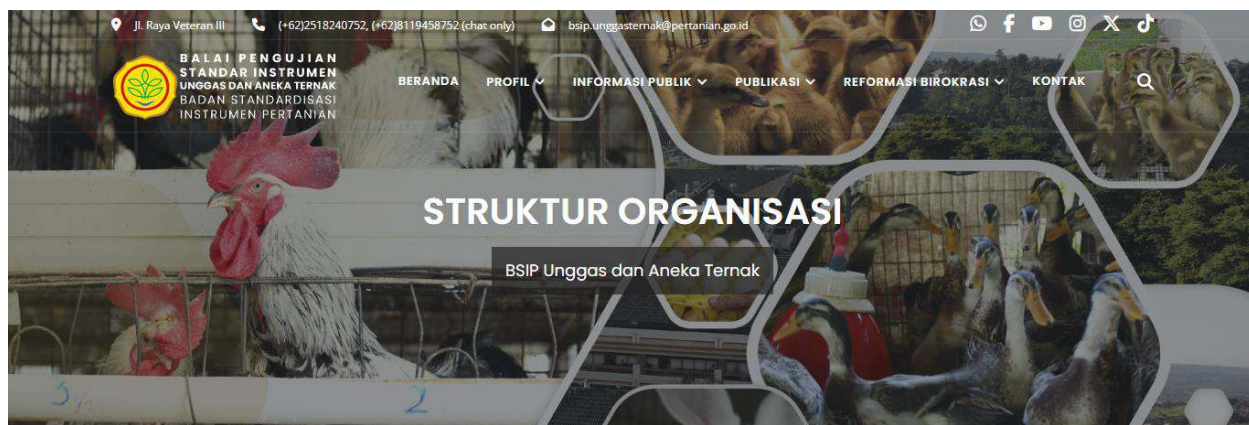 Jl. Raya Veteran III (+62)2518240752, (+62)8119458752 (chat only) bsip.unggasternak@pertanian.go.id
BALAI PENGUJIAN
STANDAR INSTRUMEN
UNGGAS DAN ANEKA TERNAK
BADAN STANDARDISASI
INSTRUMEN PERTANIAN
BERANDA PROFIL INFORMASI PUBLIK PUBLIKASI REFORMASI BIROKRASI KONTAK
STRUKTUR ORGANISASI
BSIP Unggas dan Aneka Ternak
3
2